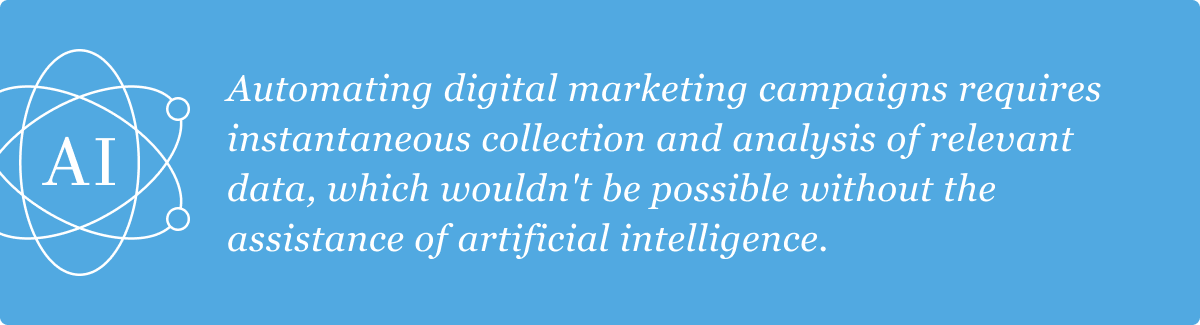 AI
Automating digital marketing campaigns requires
instantaneous collection and analysis of relevant
data, which wouldn't be possible without the
assistance of artificial intelligence.